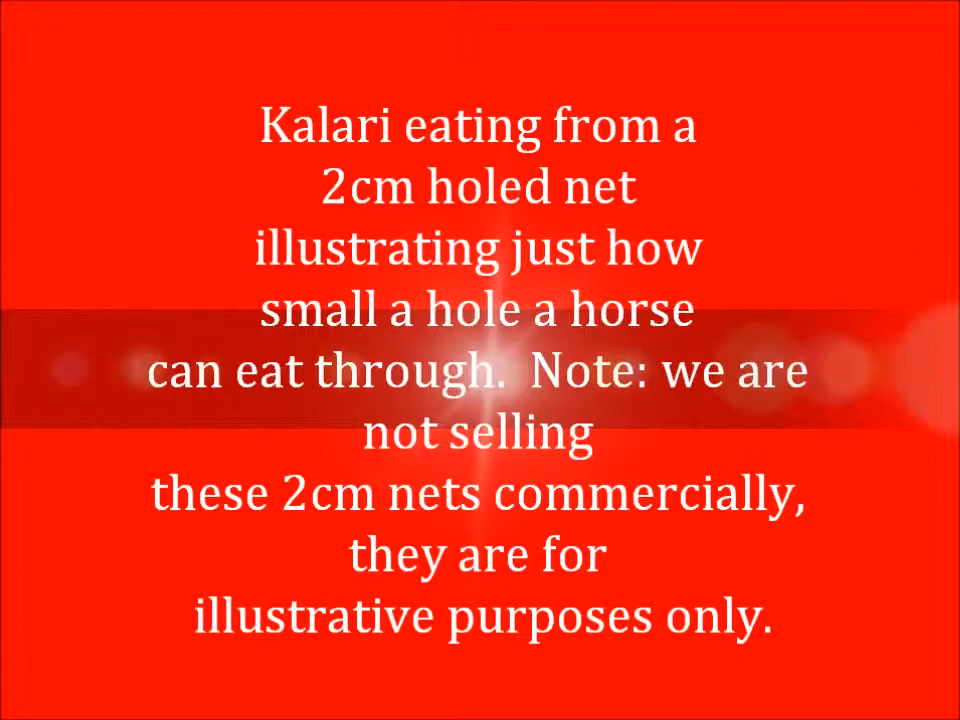 Kalari eating from a
2cm holed net
illustrating just how
small a hole a horse
can eat through.  Note: we are
not selling
these 2cm nets commercially,
they are for
illustrative purposes only.